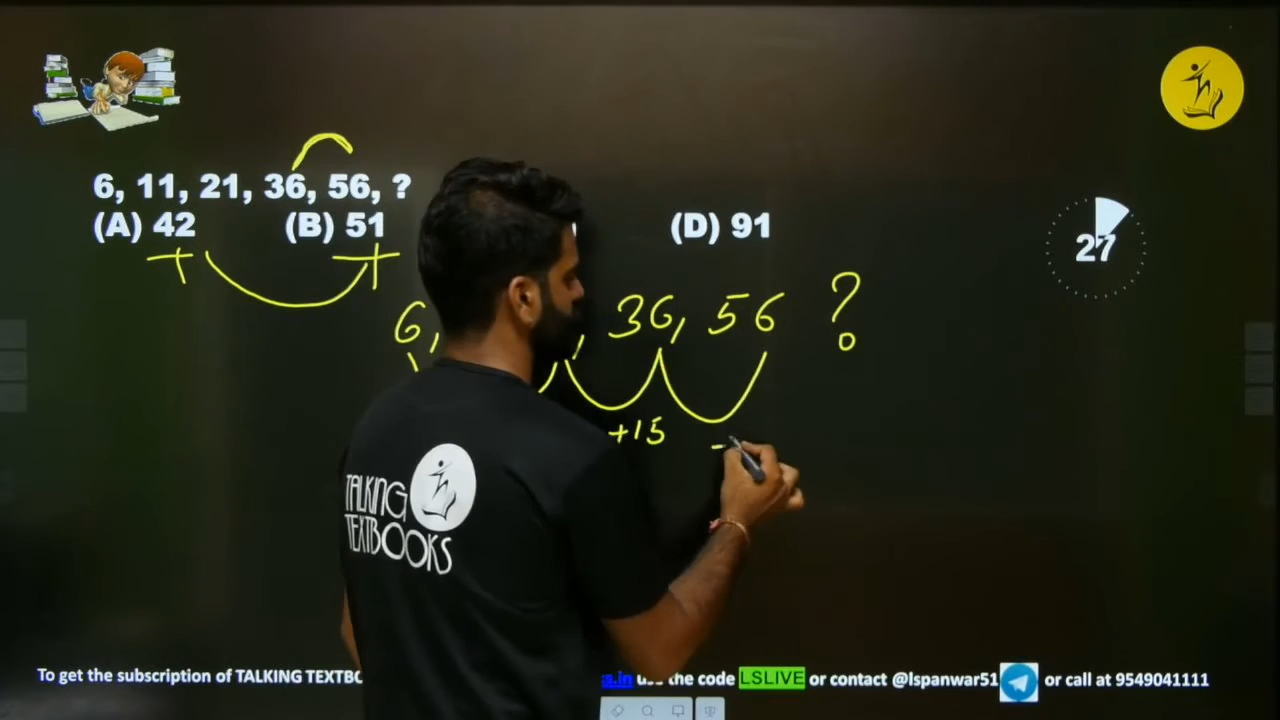 6, 11, 21, 36, 56, ?
(A) 42 (B) 51 (D) 91
27
6, , 36, 56 ?
+15
TALKING
TEXTBOOKS
To get the subscription of TALKING use the code LSLIVE or contact @lspanwar51 or call at 9549041111